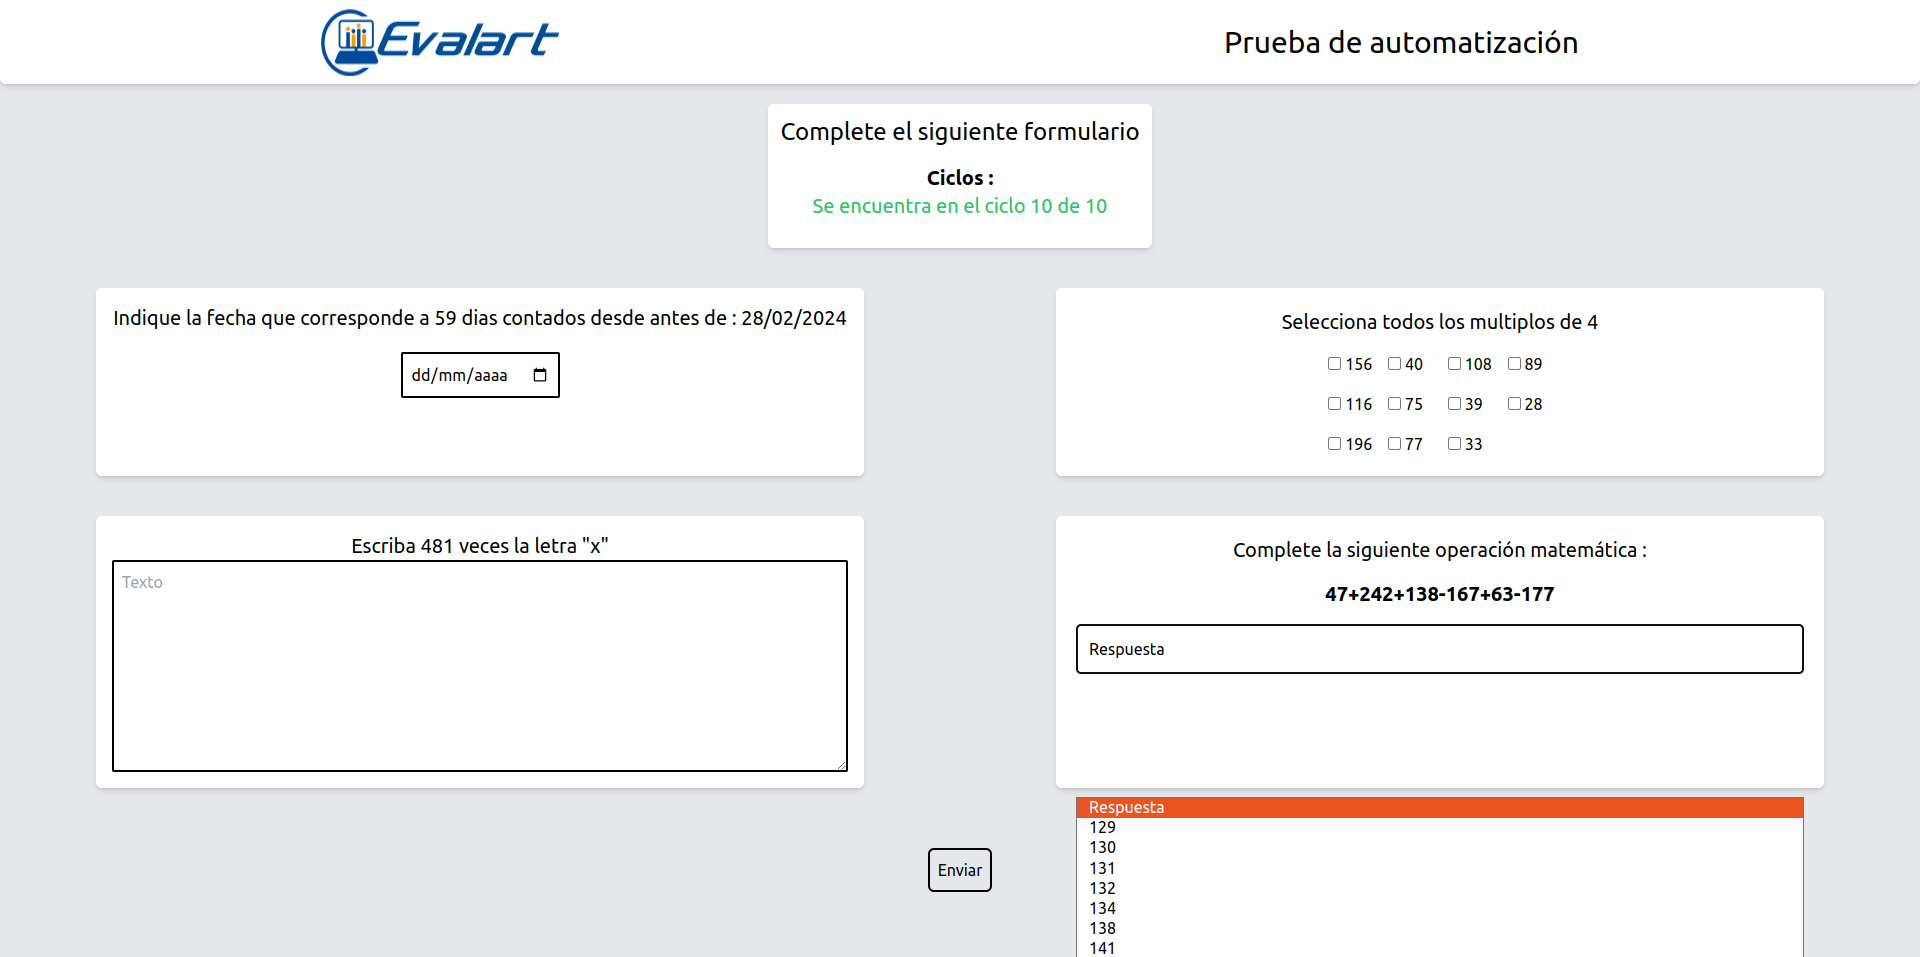 Evalart
Prueba de automatización
Complete el siguiente formulario
Ciclos :
Se encuentra en el ciclo 10 de 10
Indique la fecha que corresponde a 59 dias contados desde antes de : 28/02/2024
dd/mm/aaaa
Selecciona todos los multiplos de 4
156 40 108 89
116 75 39 28
196 77 33
Escriba 481 veces la letra "x"
Texto
Complete la siguiente operación matemática :
47+242+138-167+63-177
Respuesta
Respuesta
129
130
131
132
134
138
141
Enviar